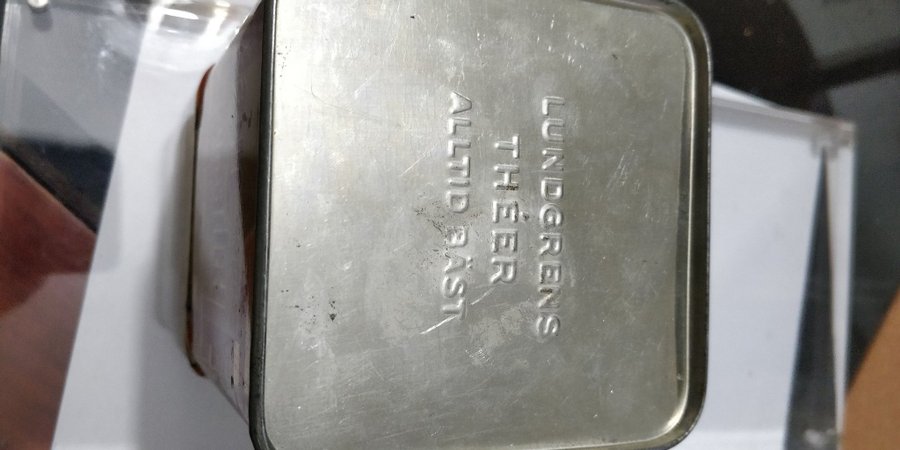 LUNDGRENS
THÉER
ALLTID BÄST